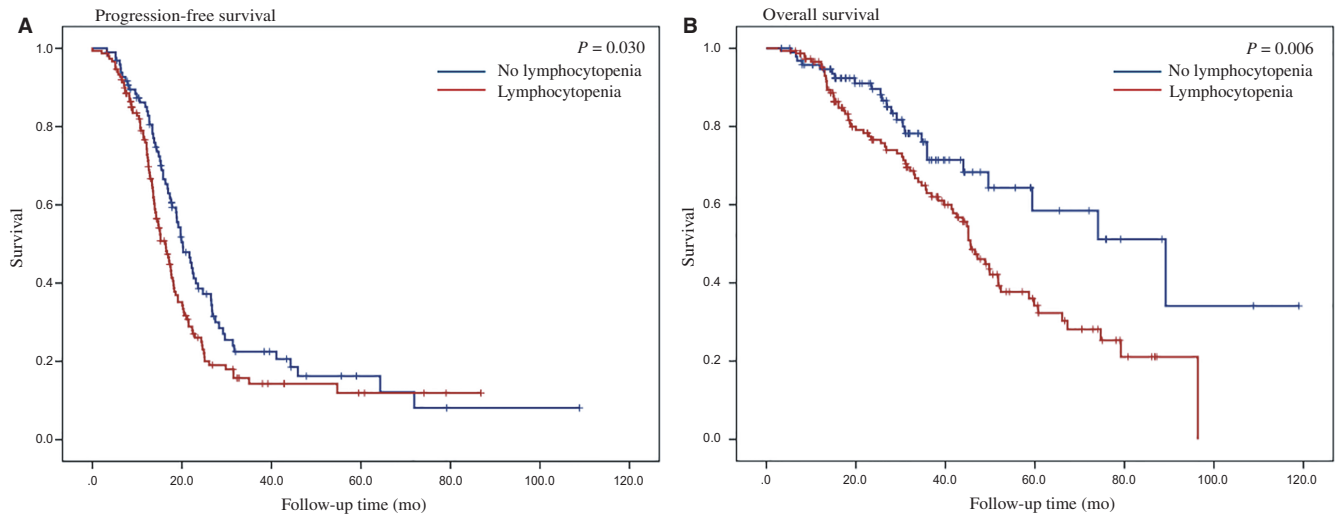 A
Progression-free survival
P = 0.030
No lymphocytopenia
Lymphocytopenia
1.0
0.8
0.6
0.4
0.2
0.0
Survival
.0 20.0 40.0 60.0 80.0 100.0 120.0
Follow-up time (mo)
B
Overall survival
P = 0.006
No lymphocytopenia
Lymphocytopenia
1.0
0.8
0.6
0.4
0.2
0.0
Survival
.0 20.0 40.0 60.0 80.0 100.0 120.0
Follow-up time (mo)